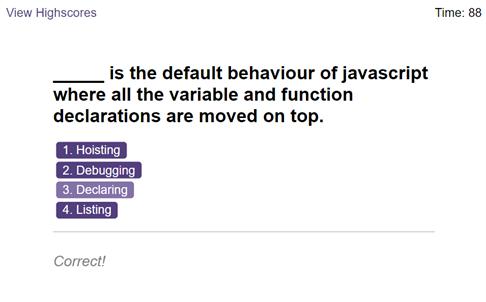 View Highscores
Time: 88
_____ is the default behaviour of javascript
where all the variable and function
declarations are moved on top.
1. Hoisting
2. Debugging
3. Declaring
4. Listing
Correct!